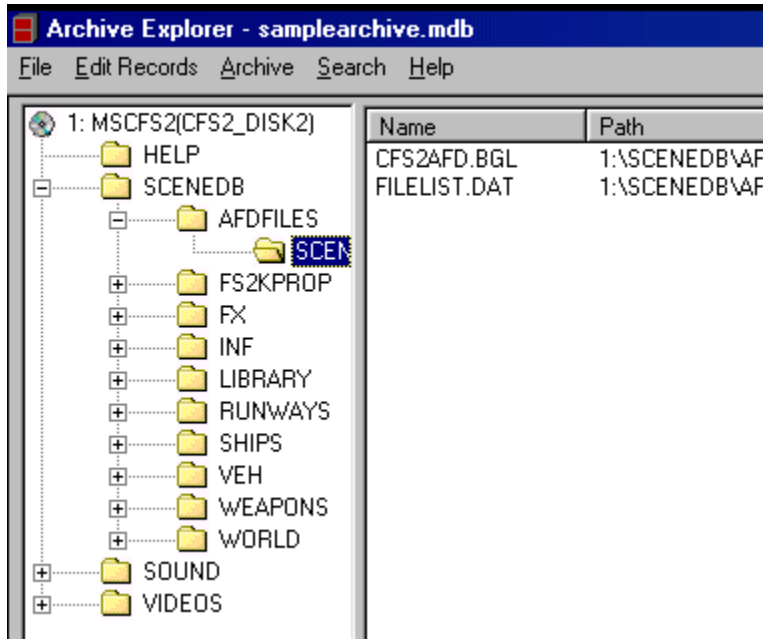 Archive Explorer - samplearchive.mdb
File Edit Records Archive Search Help
1: MSCFS2(CFS2_DISK2)
HELP
SCENEDB
AFDFILES
SCEN
FS2KPROP
FX
INF
LIBRARY
RUNWAYS
SHIPS
VEH
WEAPONS
WORLD
SOUND
VIDEOS
Name Path
CFS2AFD.BGL 1:\SCENEDB\AF
FILELIST.DAT 1:\SCENEDB\AF